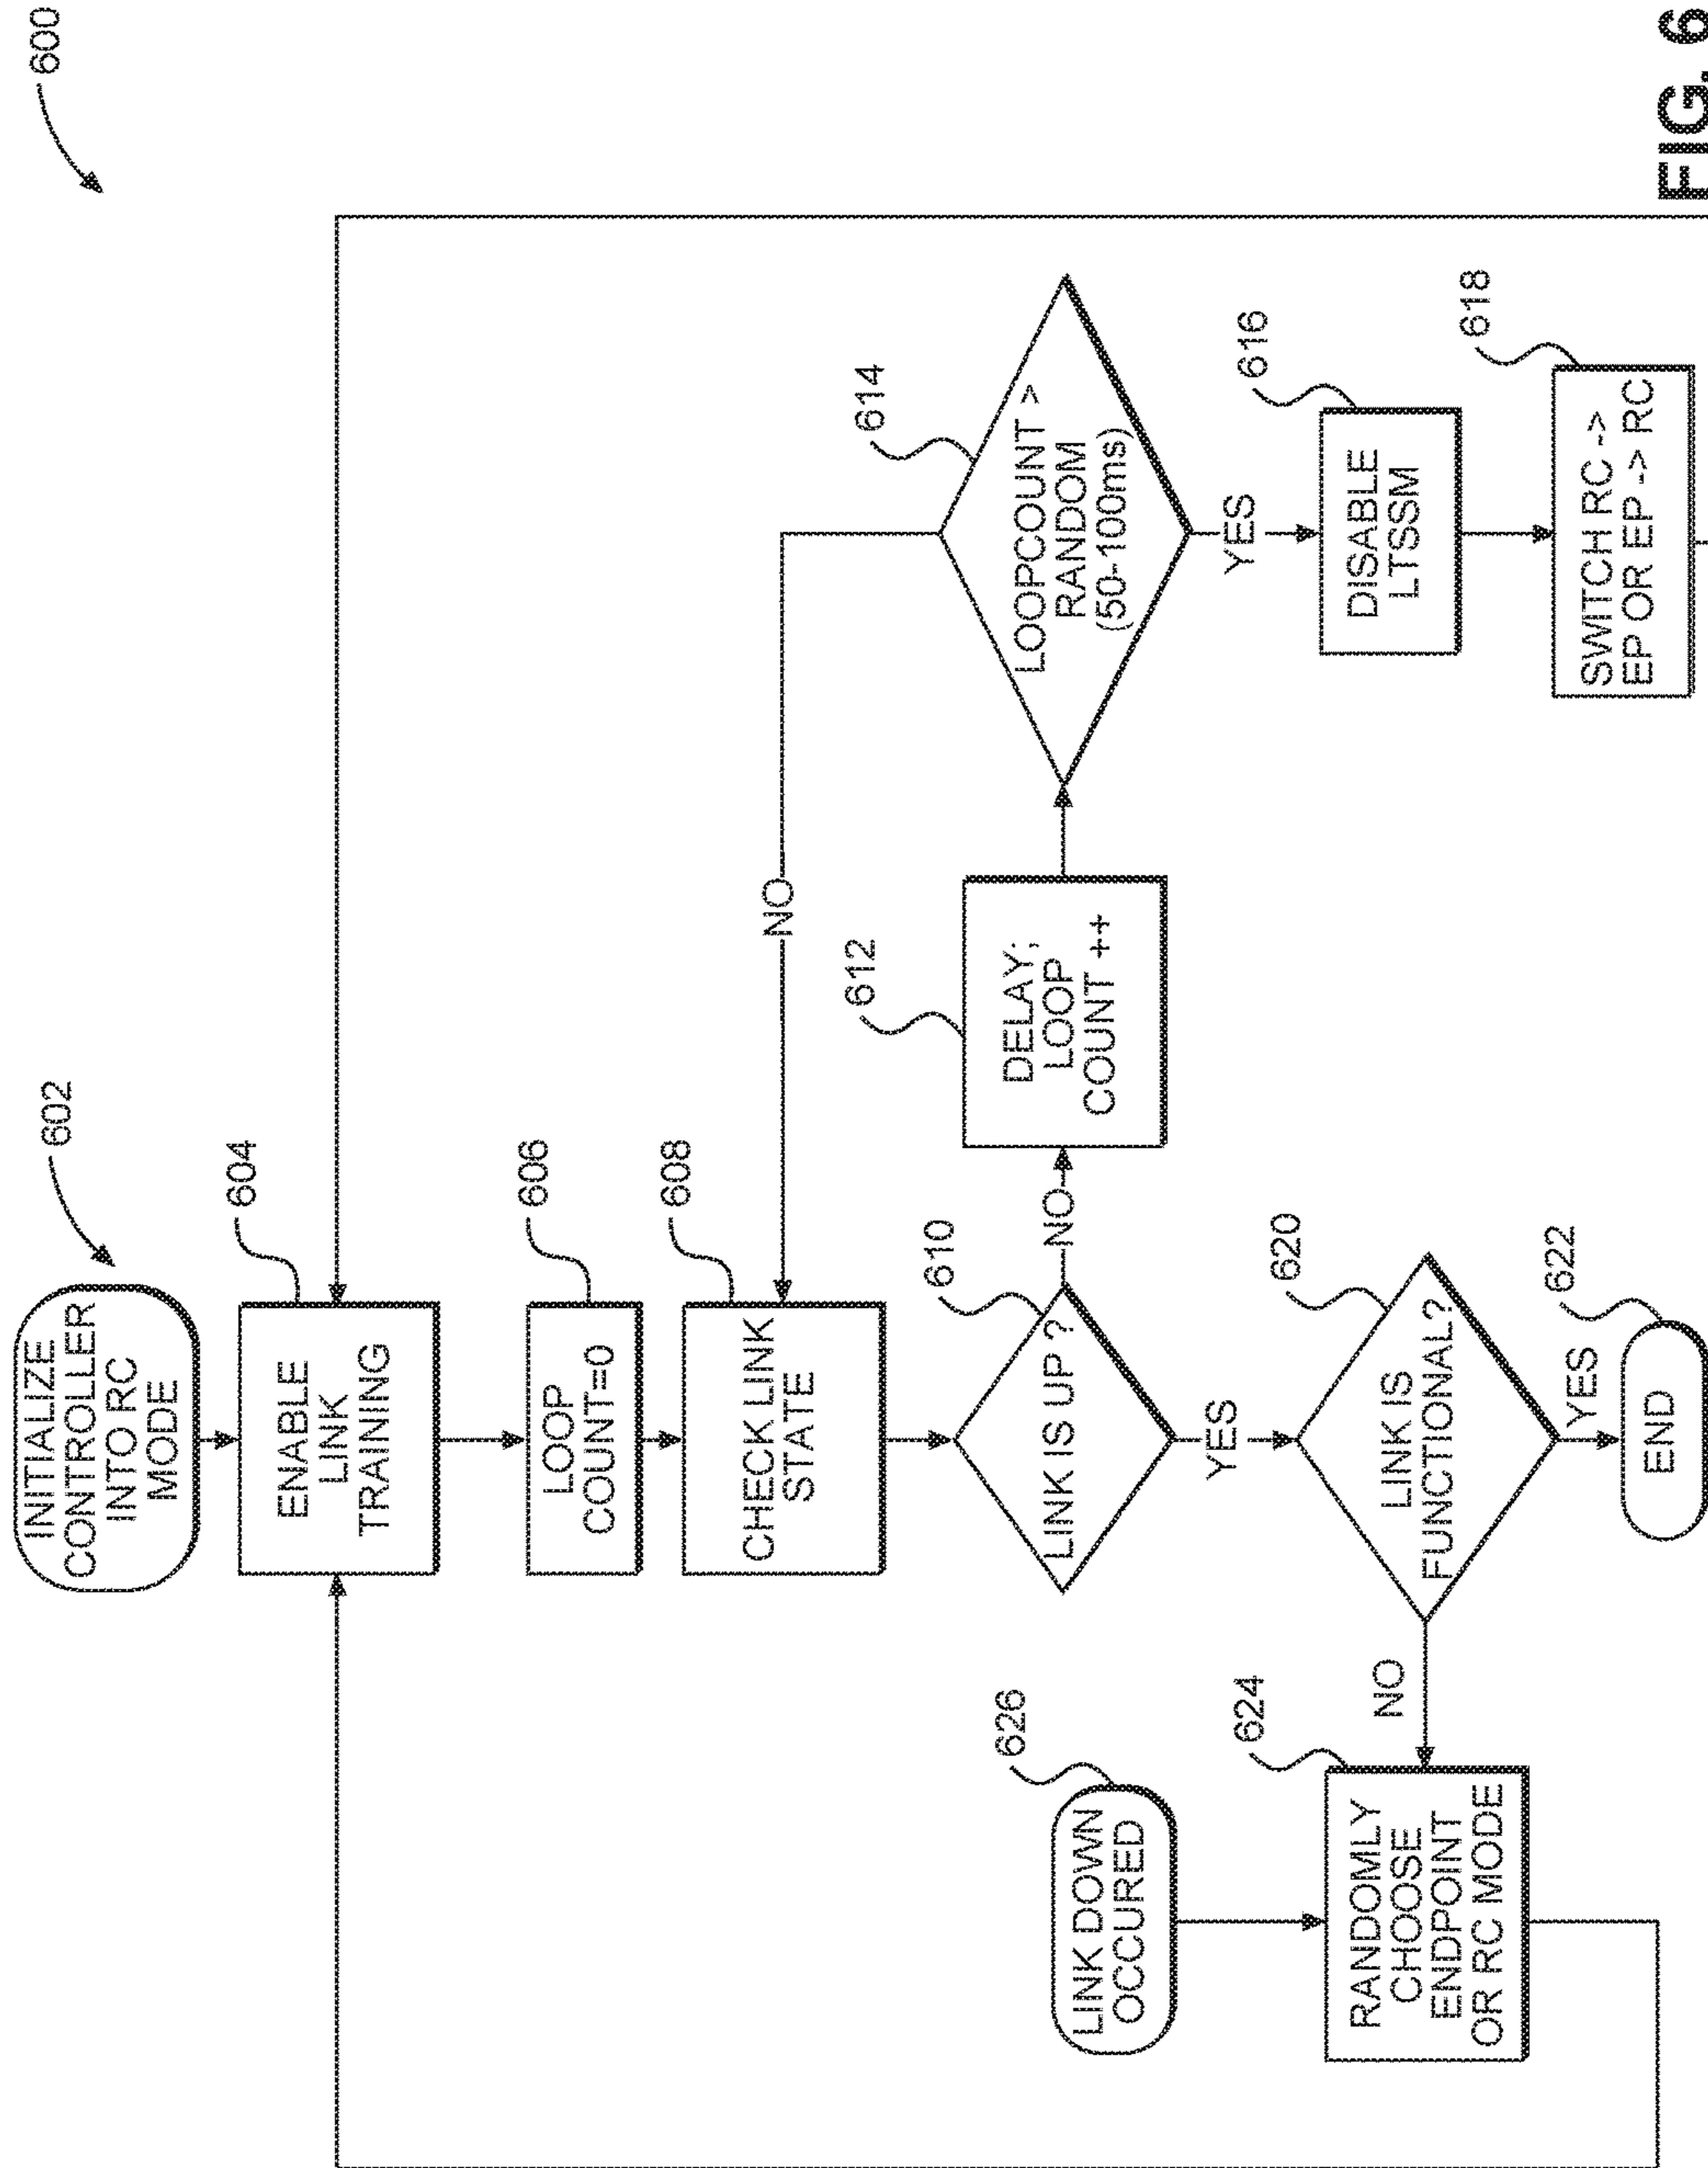 600
602
INITIALIZE
CONTROLLER
INTO RC
MODE
604
ENABLE
LINK
TRAINING
606
LOOP
COUNT=0
608
CHECK LINK
STATE
610
LINK IS UP ?
NO
612
DELAY;
LOOP
COUNT ++
614
LOOPCOUNT >
RANDOM
(50-100ms)
NO
YES
616
DISABLE
LTSSM
618
SWITCH RC ->
EP OR EP -> RC
YES
620
LINK IS
FUNCTIONAL?
YES
622
END
NO
624
RANDOMLY
CHOOSE
ENDPOINT
OR RC MODE
626
LINK DOWN
OCCURED
FIG. 6